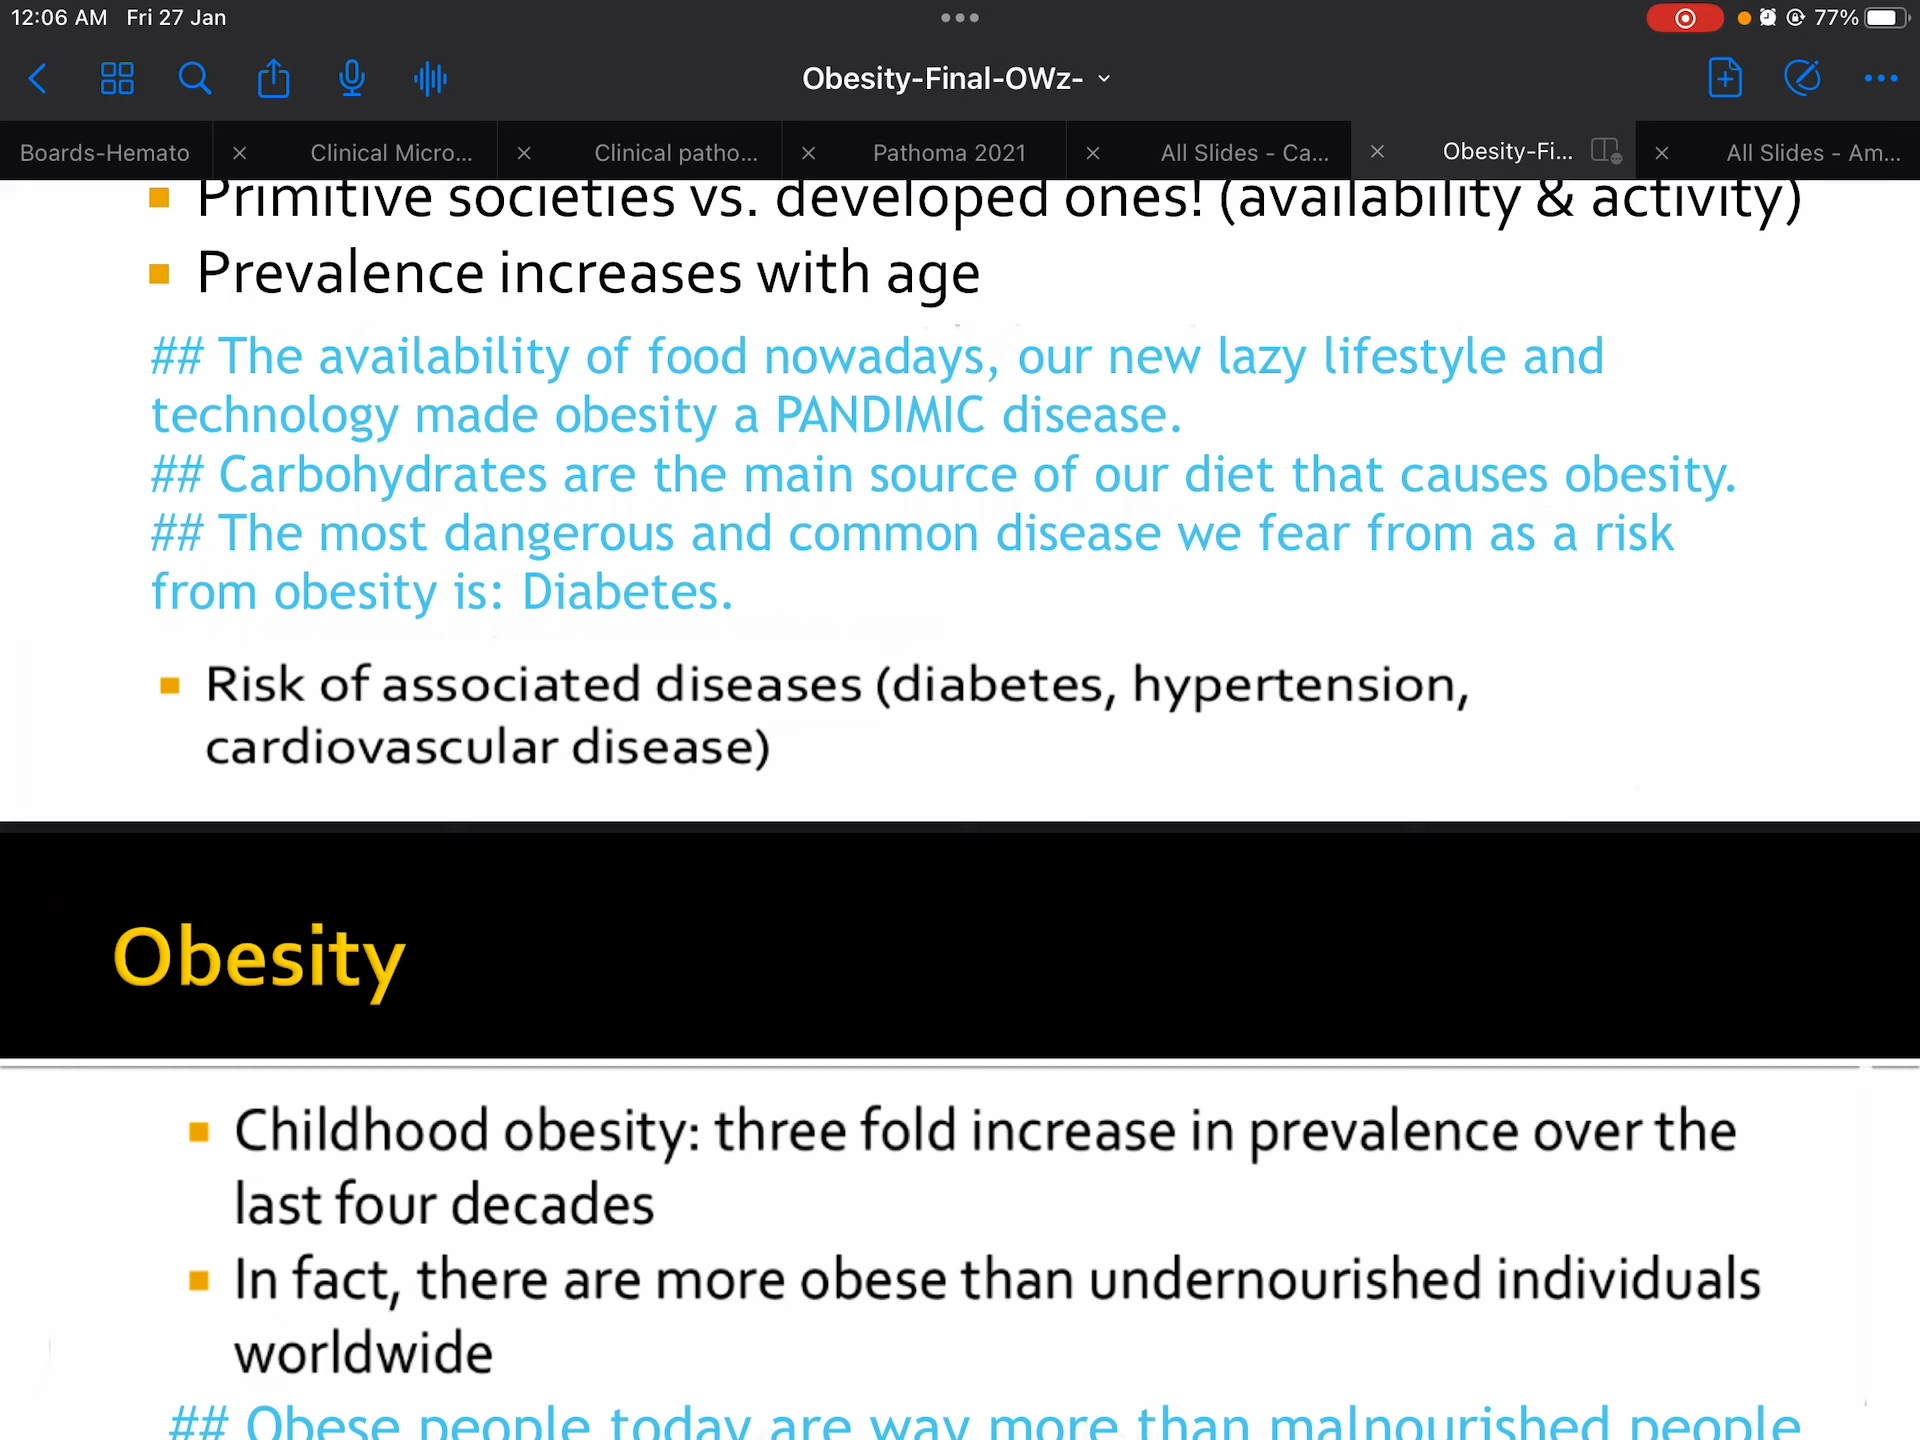 12:06 AM Fri 27 Jan
77%
Obesity-Final-OWz-
Boards-Hemato
Clinical Micro...
Clinical patho...
Pathoma 2021
All Slides - Ca...
Obesity-Fi...
All Slides - Am...
Primitive societies vs. developed ones! (availability & activity)
Prevalence increases with age
## The availability of food nowadays, our new lazy lifestyle and
technology made obesity a PANDIMIC disease.
## Carbohydrates are the main source of our diet that causes obesity.
## The most dangerous and common disease we fear from as a risk
from obesity is: Diabetes.
Risk of associated diseases (diabetes, hypertension,
cardiovascular disease)
Obesity
Childhood obesity: three fold increase in prevalence over the
last four decades
In fact, there are more obese than undernourished individuals
worldwide
## Obese people today are way more than malnourished people